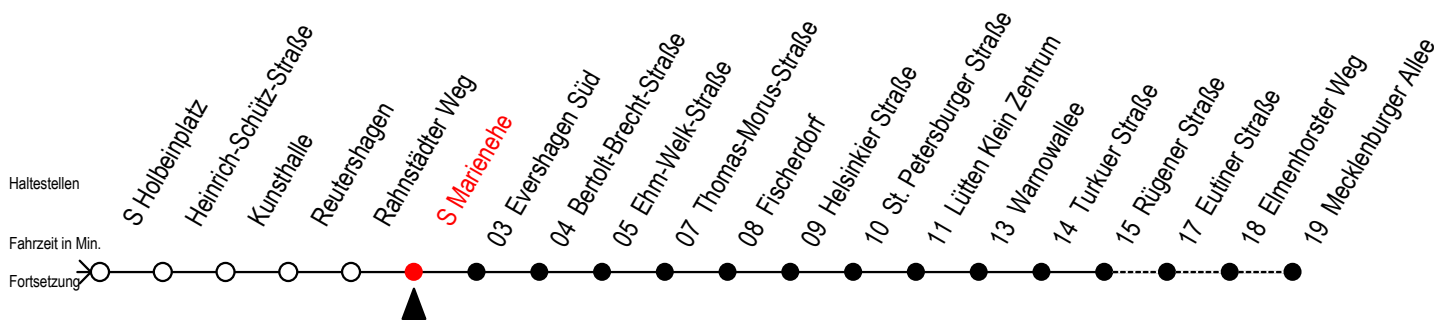 Haltestellen
Fahrzeit in Min.
Fortsetzung
S Holbeinplatz
Heinrich-Schütz-Straße
Kunsthalle
Reutershagen
Rahnstädter Weg
S Marienehe
03 Evershagen Süd
04 Bertolt-Brecht-Straße
05 Ehm-Welk-Straße
07 Thomas-Morus-Straße
08 Fischerdorf
09 Helsinkier Straße
10 St. Petersburger Straße
11 Lütten Klein Zentrum
13 Warnowallee
14 Turkuer Straße
15 Rügener Straße
17 Eutiner Straße
18 Elmenhorster Weg
19 Mecklenburger Allee